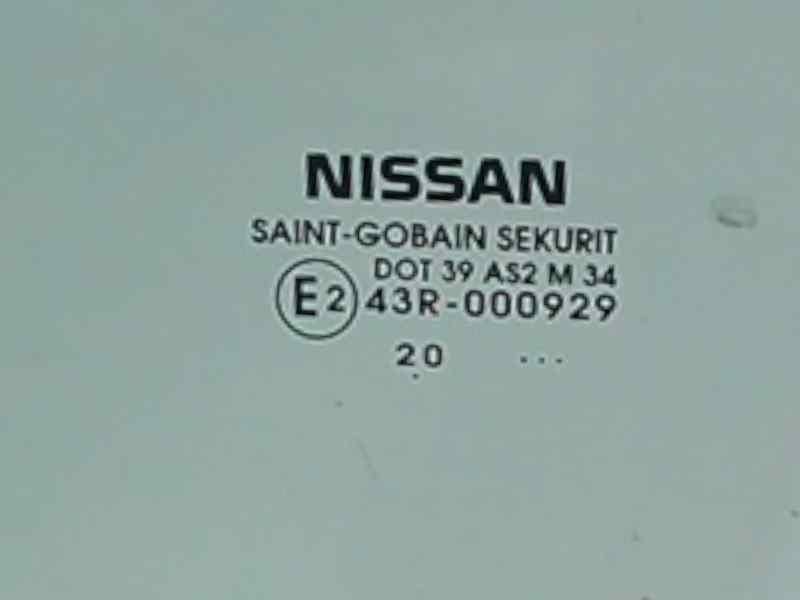 NISSAN
SAINT-GOBAIN SEKURIT
DOT 39 AS2 M 34
E2 43R-000929
20 ...
.